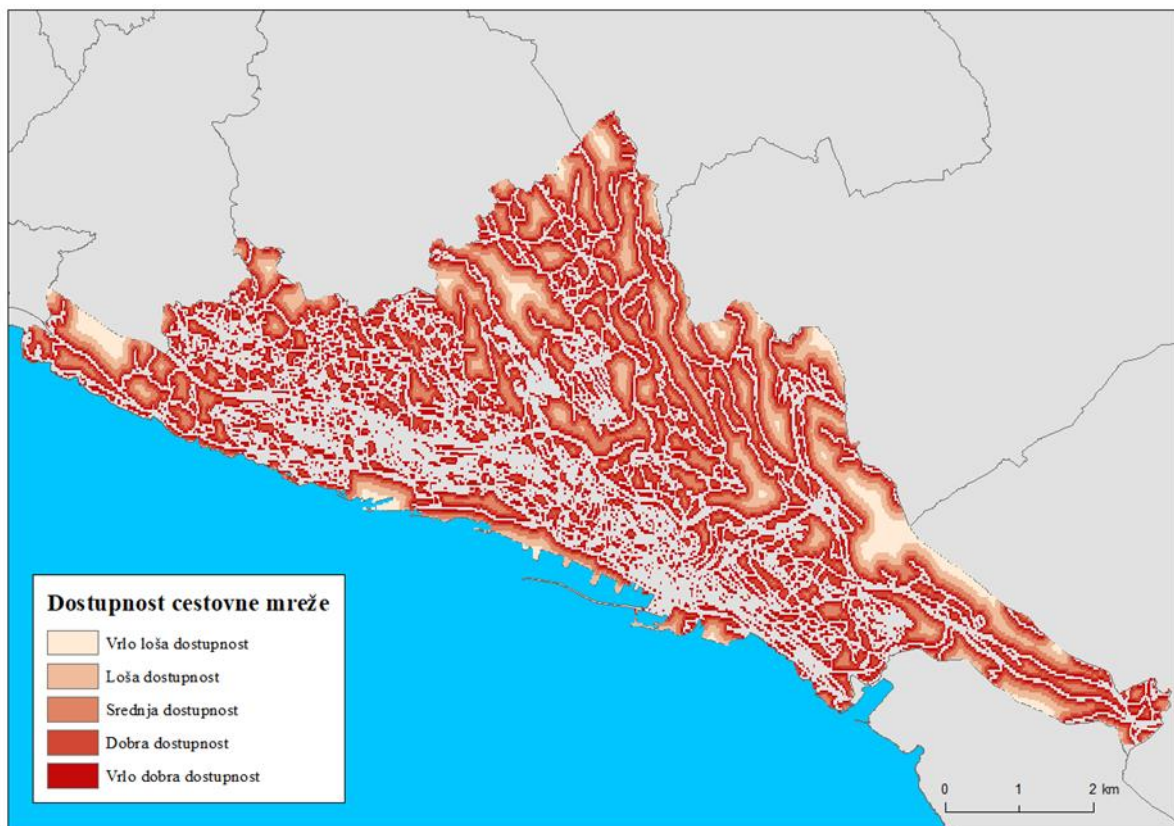 Dostupnost cestovne mreže
Vrlo loša dostupnost
Loša dostupnost
Srednja dostupnost
Dobra dostupnost
Vrlo dobra dostupnost
0 1 2 km